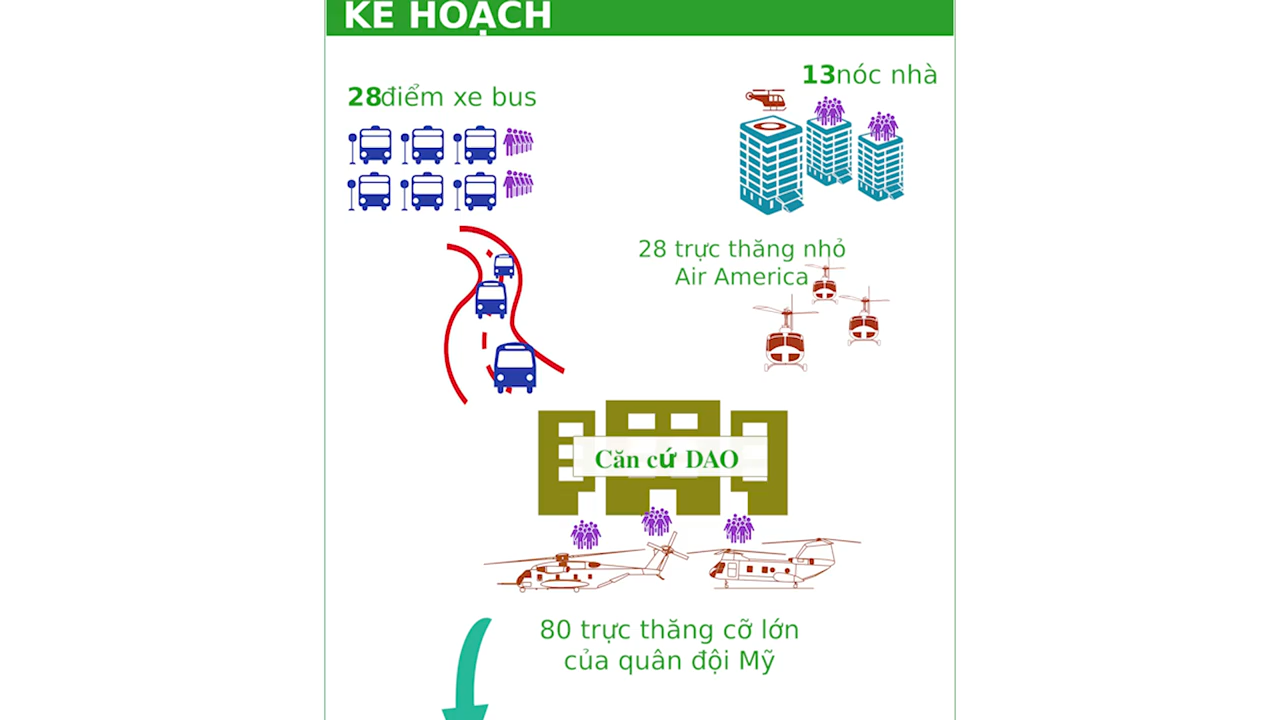 KẾ HOẠCH
28điểm xe bus
13nóc nhà
28 trực thăng nhỏ
Air America
Căn cứ DAO
80 trực thăng cỡ lớn
của quân đội Mỹ